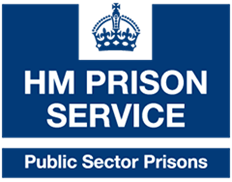 HM PRISON
SERVICE
Public Sector Prisons